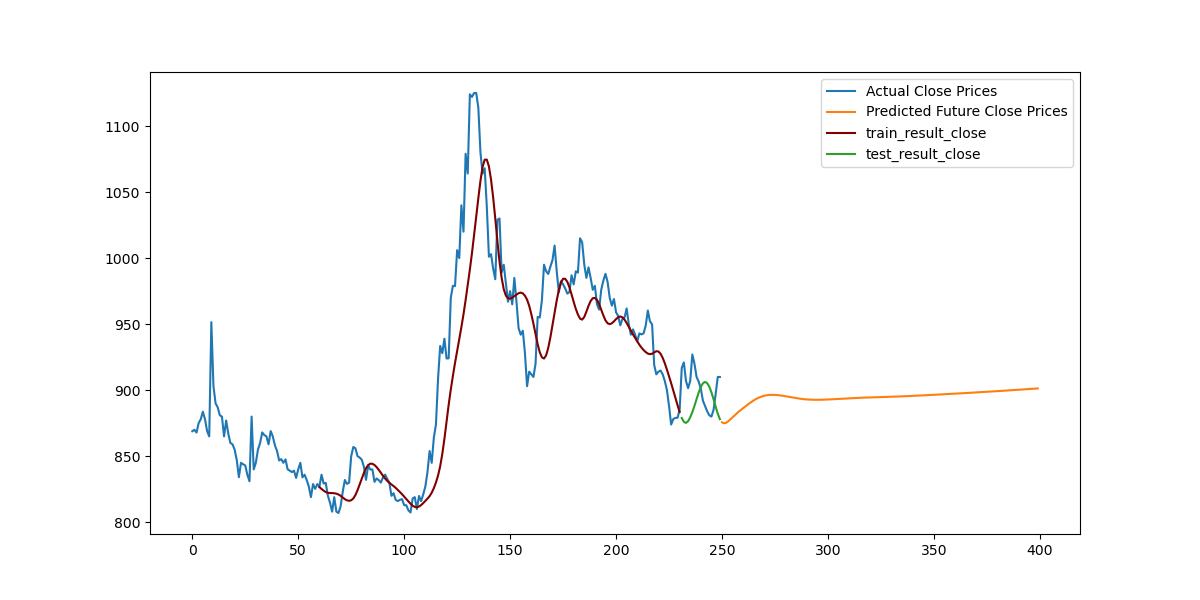 Actual Close Prices
Predicted Future Close Prices
train_result_close
test_result_close
1100
1050
1000
950
900
850
800
0 50 100 150 200 250 300 350 400